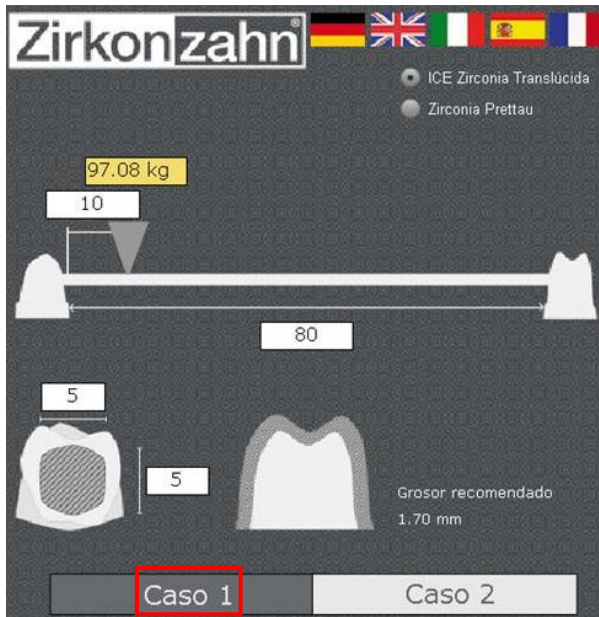 Zirkonzahn®
ICE Zirconia Translúcida
Zirconia Prettau
97.08 kg
10
80
5
5
Grosor recomendado
1.70 mm
Caso 1
Caso 2